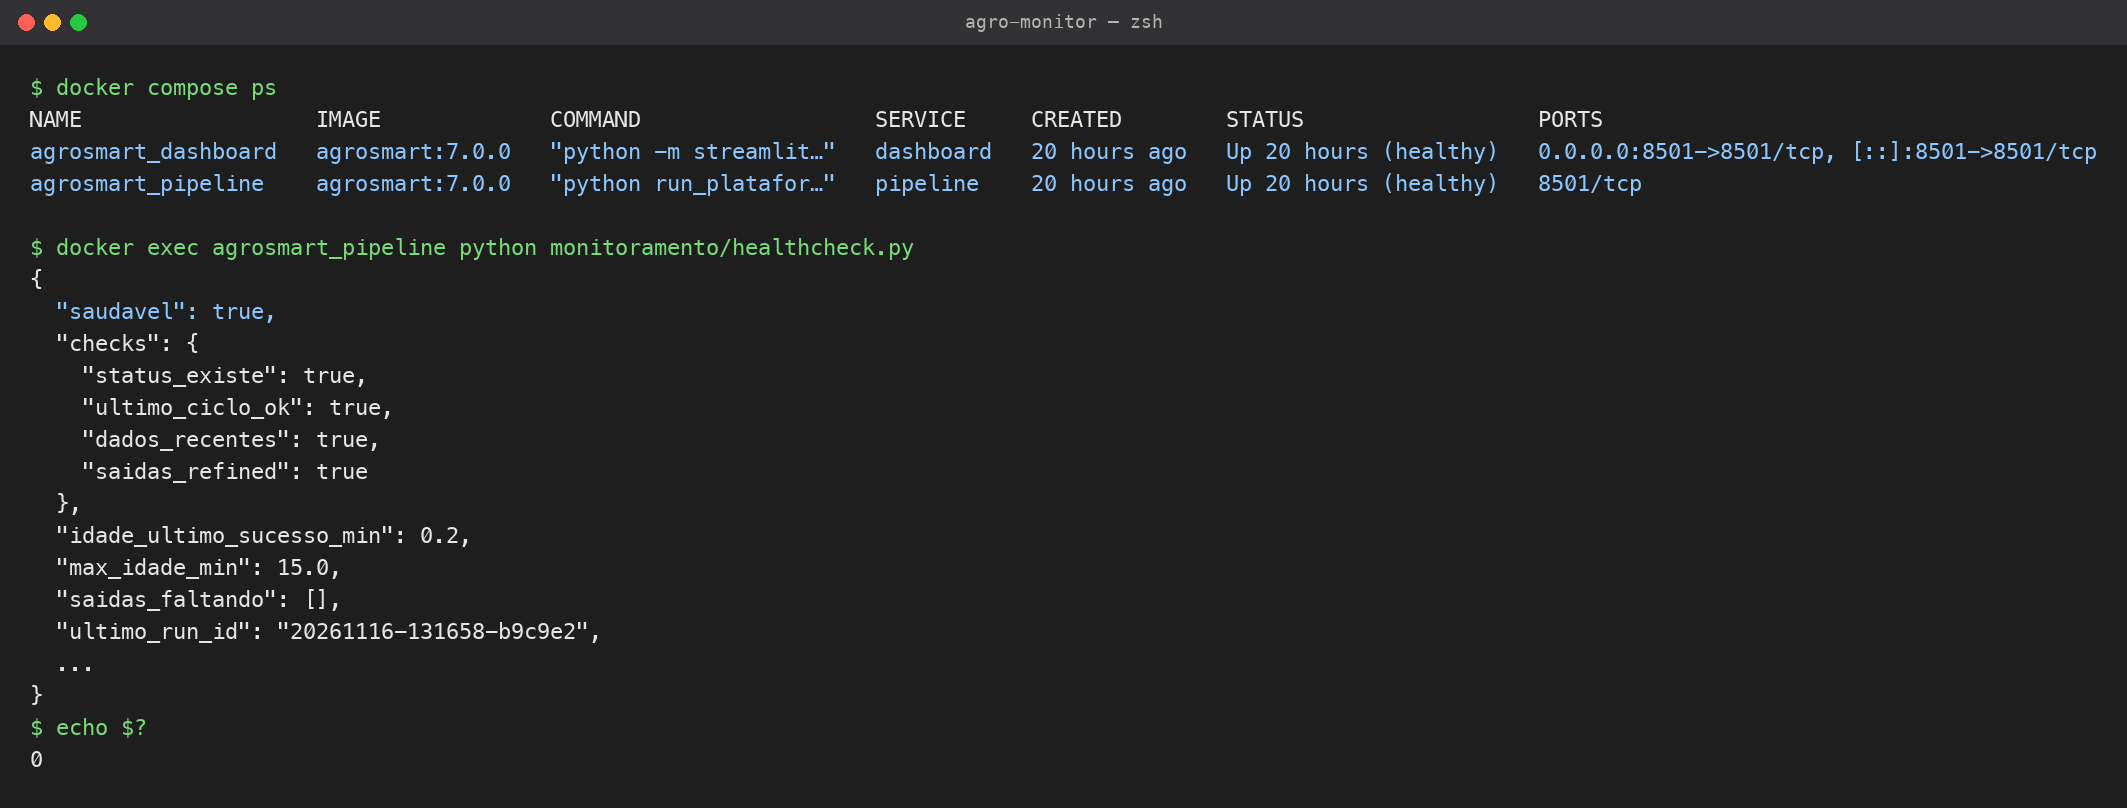 agro-monitor — zsh
$ docker compose ps
NAME                  IMAGE             COMMAND                   SERVICE     CREATED         STATUS                  PORTS
agrosmart_dashboard   agrosmart:7.0.0   "python -m streamlit…"   dashboard   20 hours ago   Up 20 hours (healthy)   0.0.0.0:8501->8501/tcp, [::]:8501->8501/tcp
agrosmart_pipeline    agrosmart:7.0.0   "python run_platafor…"   pipeline    20 hours ago   Up 20 hours (healthy)   8501/tcp
$ docker exec agrosmart_pipeline python monitoramento/healthcheck.py
{
  "saudavel": true,
  "checks": {
    "status_existe": true,
    "ultimo_ciclo_ok": true,
    "dados_recentes": true,
    "saidas_refined": true
  },
  "idade_ultimo_sucesso_min": 0.2,
  "max_idade_min": 15.0,
  "saidas_faltando": [],
  "ultimo_run_id": "20261116-131658-b9c9e2",
  ...
}
$ echo $?
0